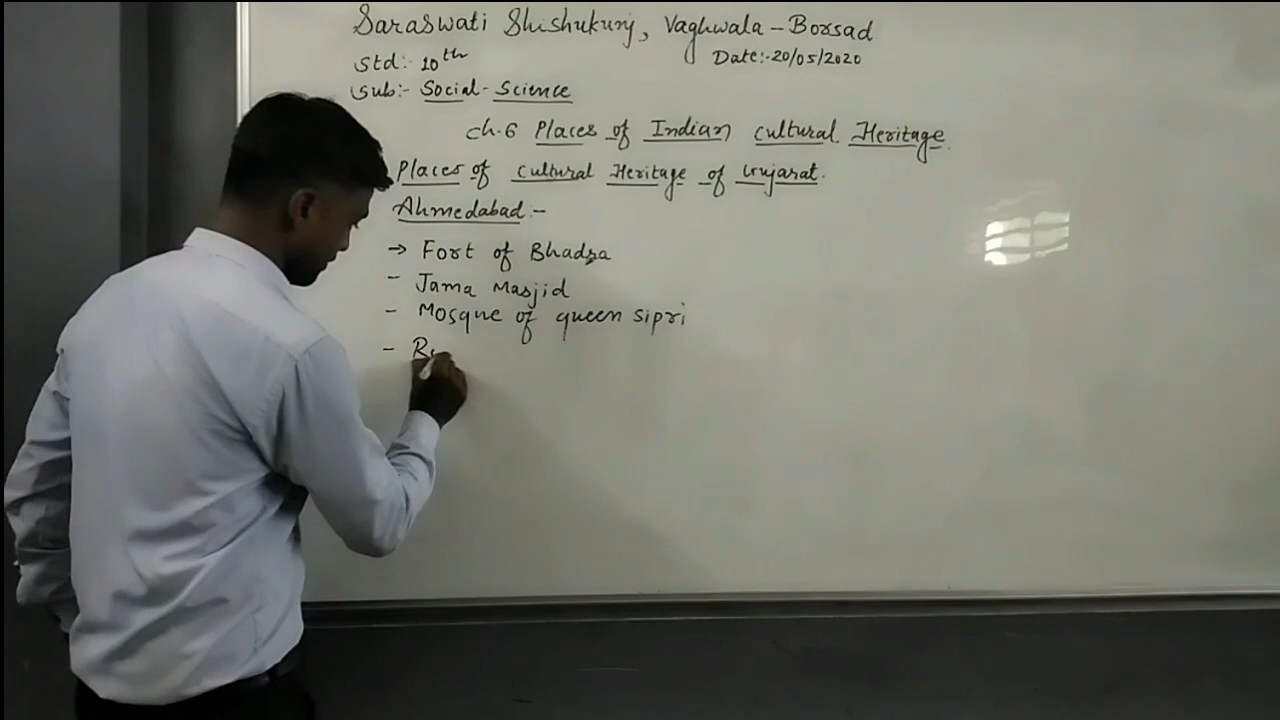 Saraswati Shishukunj, Vaghwala - Borsad
Std:- 10th
Date:-20/05/2020
Sub:- Social-Science
Ch.6 Places of Indian cultural Heritage.
Places of cultural Heritage of Gujarat.
Ahmedabad:-
→ Fort of Bhadra
- Jama Masjid
- Mosque of queen sipri
- R